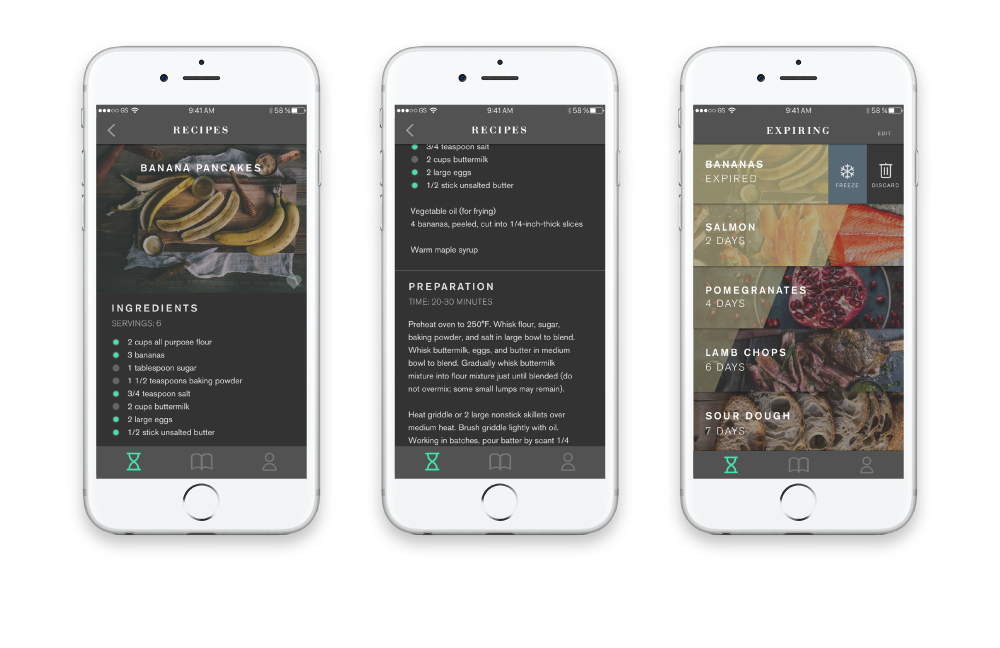 GS
9:41 AM
58 %
RECIPES
BANANA PANCAKES
INGREDIENTS
SERVINGS: 6
2 cups all purpose flour
3 bananas
1 tablespoon sugar
1 1/2 teaspoons baking powder
3/4 teaspoon salt
2 cups buttermilk
2 large eggs
1/2 stick unsalted butter
GS
9:41 AM
58 %
RECIPES
3/4 teaspoon salt
2 cups buttermilk
2 large eggs
1/2 stick unsalted butter
Vegetable oil (for frying)
4 bananas, peeled, cut into 1/4-inch-thick slices
Warm maple syrup
PREPARATION
TIME: 20-30 MINUTES
Preheat oven to 250°F. Whisk flour, sugar,
baking powder, and salt in large bowl to blend.
Whisk buttermilk, eggs, and butter in medium
bowl to blend. Gradually whisk buttermilk
mixture into flour mixture just until blended (do
not overmix; some small lumps may remain).
Heat griddle or 2 large nonstick skillets over
medium heat. Brush griddle lightly with oil.
Working in batches, pour batter by scant 1/4
GS
9:41 AM
58 %
EXPIRING
EDIT
BANANAS
EXPIRED
FREEZE
DISCARD
SALMON
2 DAYS
POMEGRANATES
4 DAYS
LAMB CHOPS
6 DAYS
SOUR DOUGH
7 DAYS